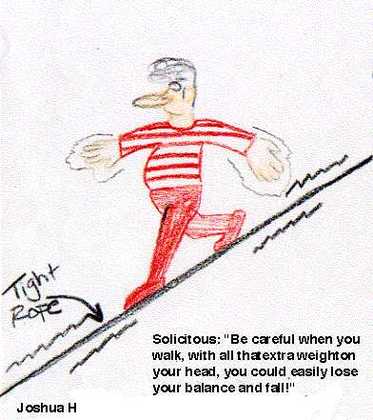 Tight
Rope
Solicitous: "Be careful when you
walk, with all thatextra weighton
your head, you could easily lose
your balance and fall!"
Joshua H